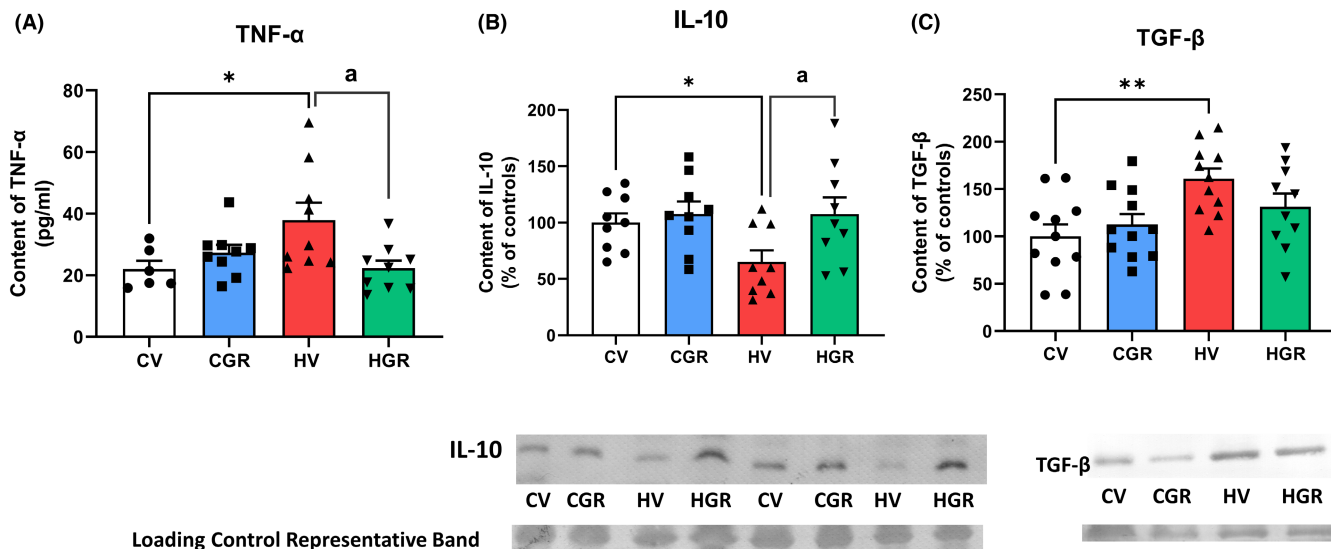 (A)
TNF-α
* a
Content of TNF-α
(pg/ml)
80
60
40
20
0
CV CGR HV HGR
(B)
IL-10
* a
Content of IL-10
(% of controls)
200
150
100
50
0
CV CGR HV HGR
(C)
TGF-β
**
Content of TGF-β
(% of controls)
250
200
150
100
50
0
CV CGR HV HGR
IL-10
CV CGR HV HGR CV CGR HV HGR
TGF-β
CV CGR HV HGR
Loading Control Representative Band